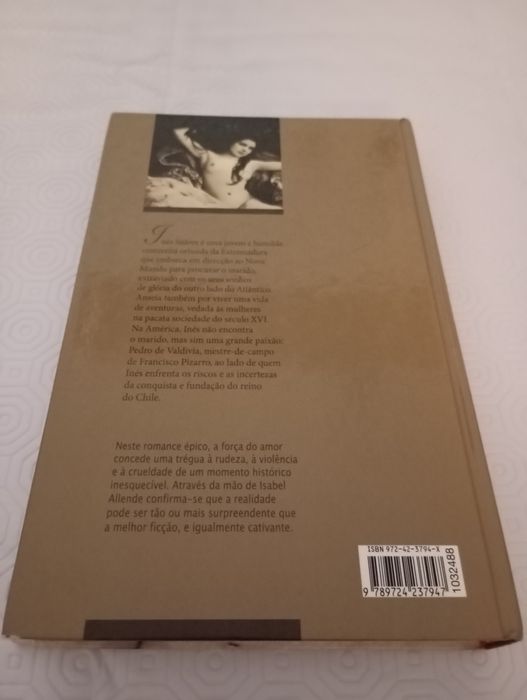 Inés Suárez é uma jovem e humilde
costureira oriunda da Extremadura
que embarca em direcção ao Novo
Mundo para procurar o marido,
extraviado com os seus sonhos
de glória do outro lado do Atlântico.
Anseia também por viver uma vida
de aventuras, vedada às mulheres
na pacata sociedade do século XVI.
Na América, Inés não encontra
o marido, mas sim uma grande paixão:
Pedro de Valdivia, mestre-de-campo
de Francisco Pizarro, ao lado de quem
Inés enfrenta os riscos e as incertezas
da conquista e fundação do reino
do Chile.
Neste romance épico, a força do amor
concede uma trégua à rudeza, à violência
e à crueldade de um momento histórico
inesquecível. Através da mão de Isabel
Allende confirma-se que a realidade
pode ser tão ou mais surpreendente que
a melhor ficção, e igualmente cativante.
ISBN 972-42-3794-X
9 789724 237947
1032488